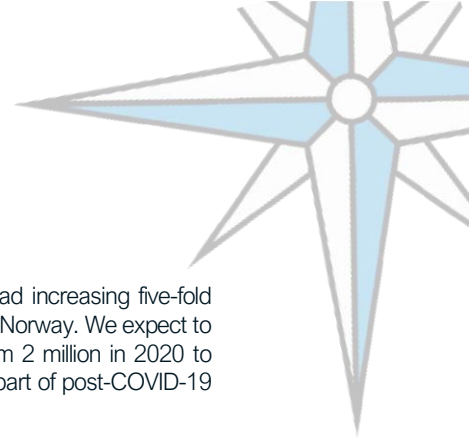 ad increasing five-fold
Norway. We expect to
m 2 million in 2020 to
part of post-COVID-19